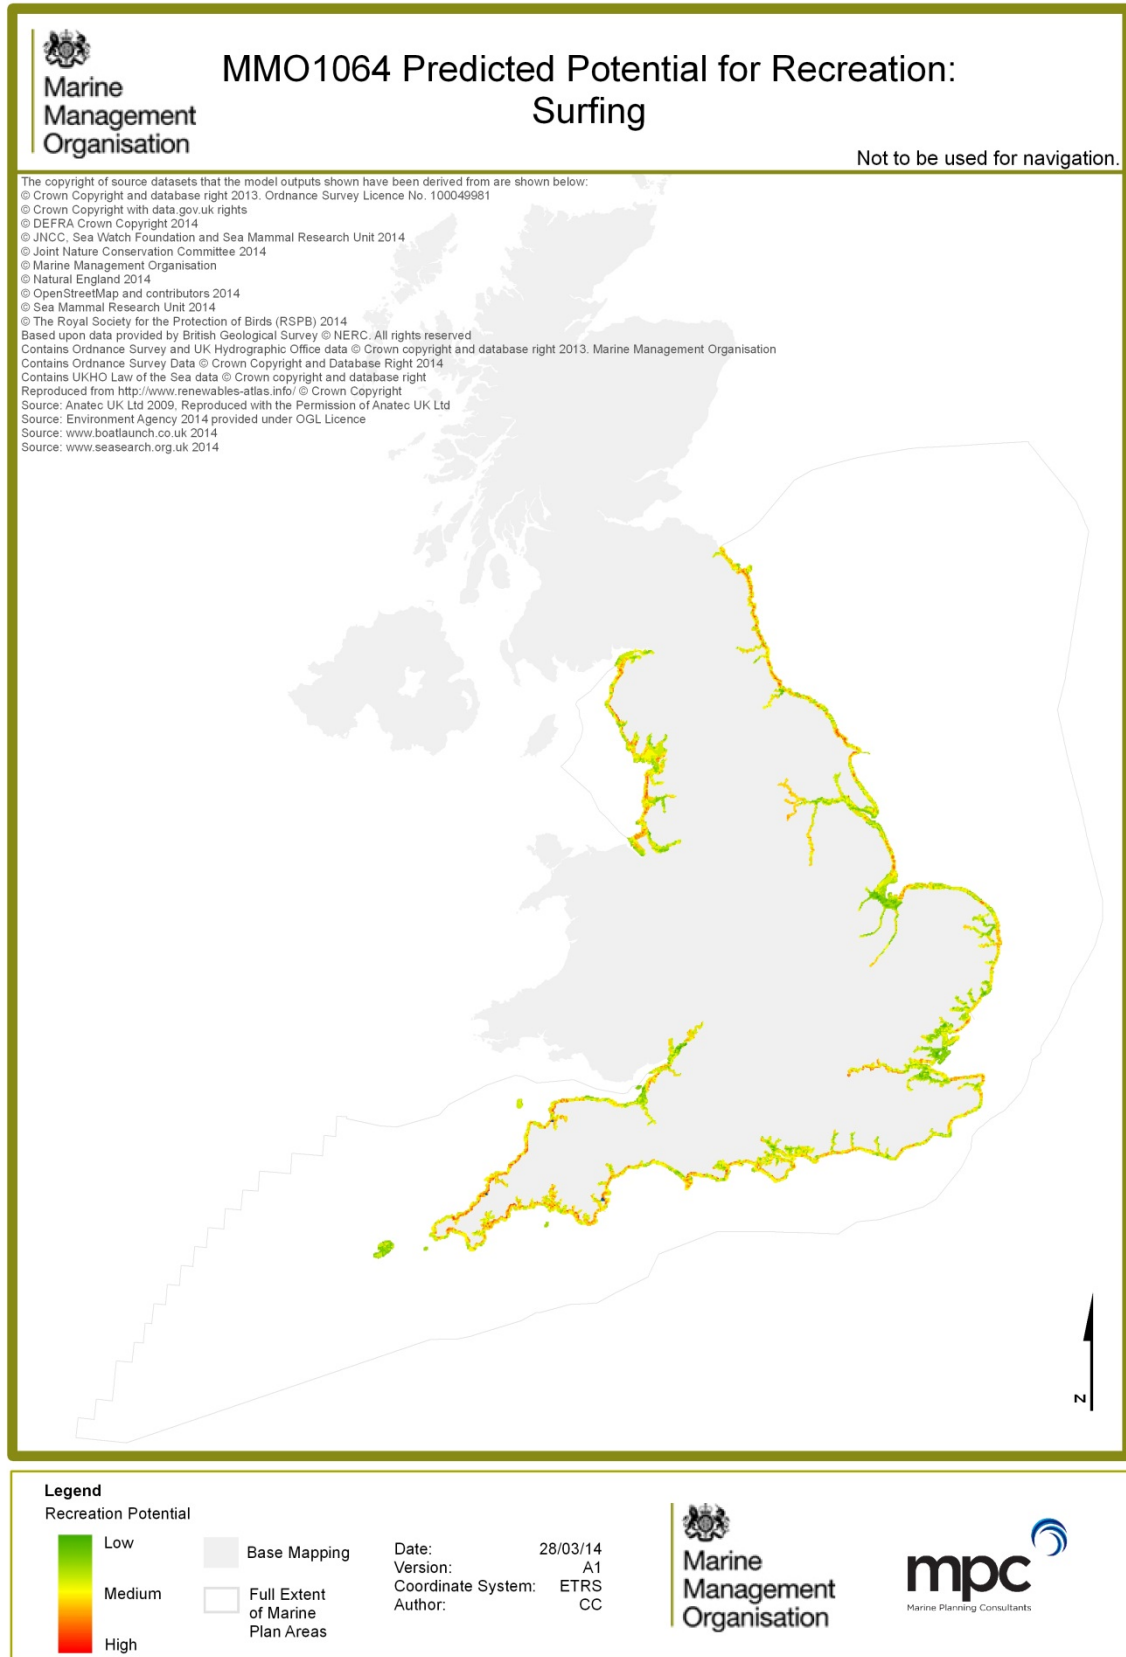 Marine
Management
Organisation
MMO1064 Predicted Potential for Recreation:
Surfing
Not to be used for navigation.
The copyright of source datasets that the model outputs shown have been derived from are shown below:
© Crown Copyright and database right 2013. Ordnance Survey Licence No. 100049981
© Crown Copyright with data.gov.uk rights
© DEFRA Crown Copyright 2014
© JNCC, Sea Watch Foundation and Sea Mammal Research Unit 2014
© Joint Nature Conservation Committee 2014
© Marine Management Organisation
© Natural England 2014
© OpenStreetMap and contributors 2014
© Sea Mammal Research Unit 2014
© The Royal Society for the Protection of Birds (RSPB) 2014
Based upon data provided by British Geological Survey © NERC. All rights reserved
Contains Ordnance Survey and UK Hydrographic Office data © Crown copyright and database right 2013. Marine Management Organisation
Contains Ordnance Survey Data © Crown Copyright and Database Right 2014
Contains UKHO Law of the Sea data © Crown copyright and database right
Reproduced from http://www.renewables-atlas.info/ © Crown Copyright
Source: Anatec UK Ltd 2009, Reproduced with the Permission of Anatec UK Ltd
Source: Environment Agency 2014 provided under OGL Licence
Source: www.boatlaunch.co.uk 2014
Source: www.seasearch.org.uk 2014
N
Legend
Recreation Potential
Low
Medium
High
Base Mapping
Full Extent
of Marine
Plan Areas
Date: 28/03/14
Version: A1
Coordinate System: ETRS
Author: CC
Marine
Management
Organisation
mpc
Marine Planning Consultants